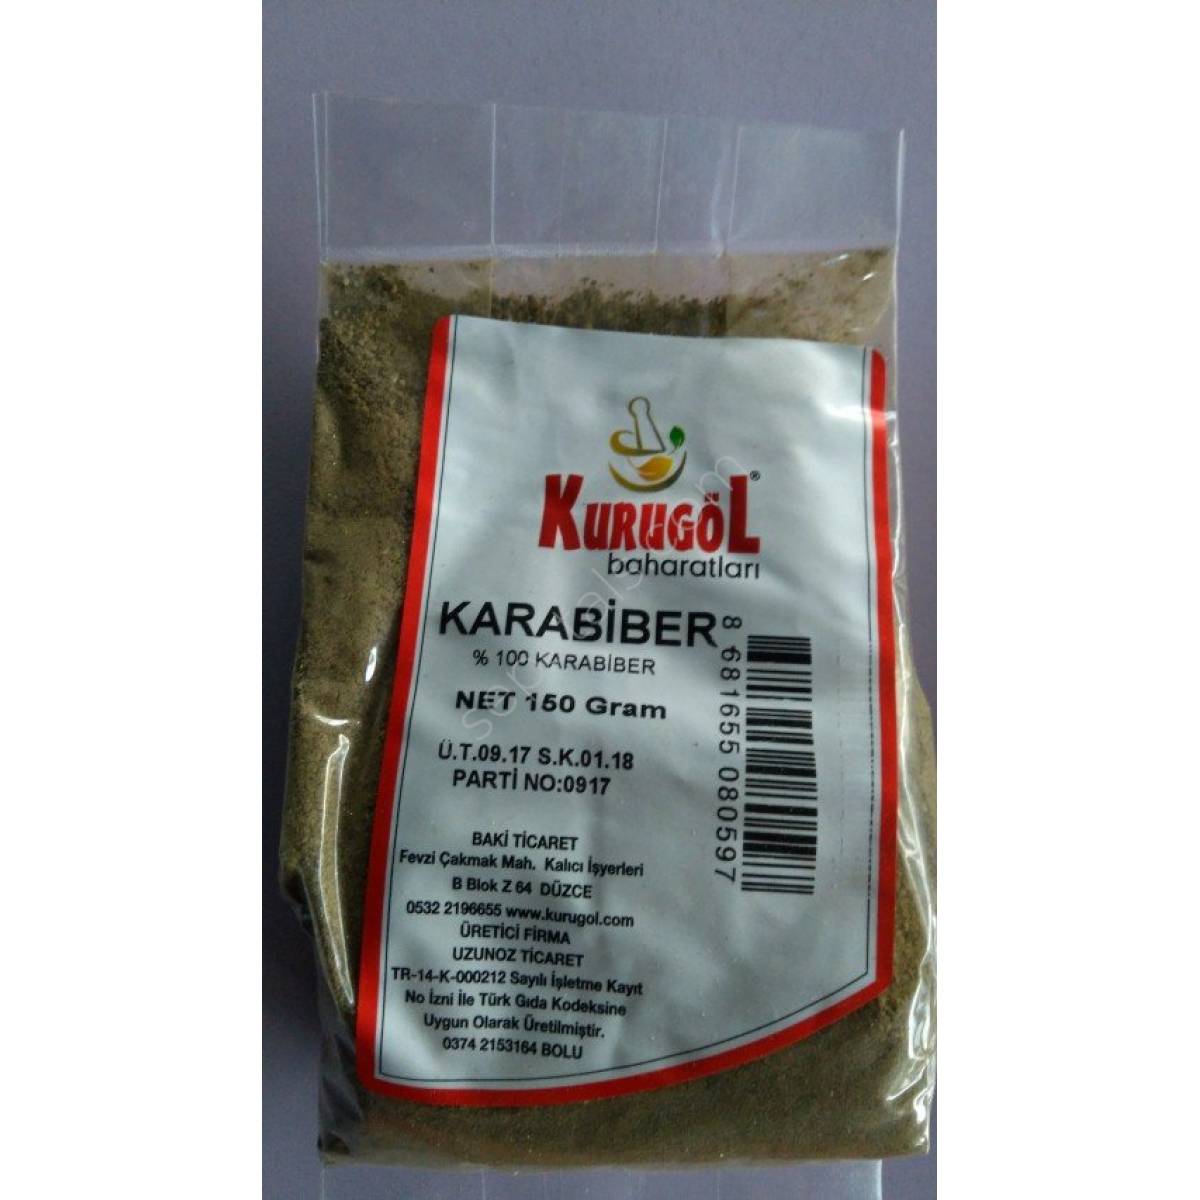 KURUGÖL®
baharatları
KARABİBER
% 100 KARABİBER
NET 150 Gram
Ü.T.09.17 S.K.01.18
PARTİ NO:0917
8 681655 080597
BAKİ TİCARET
Fevzi Çakmak Mah. Kalıcı İşyerleri
B Blok Z 64 DÜZCE
0532 2196655 www.kurugol.com
ÜRETİCİ FİRMA
UZUNOZ TİCARET
TR-14-K-000212 Sayılı İşletme Kayıt
No İzni İle Türk Gıda Kodeksine
Uygun Olarak Üretilmiştir.
0374 2153164 BOLU